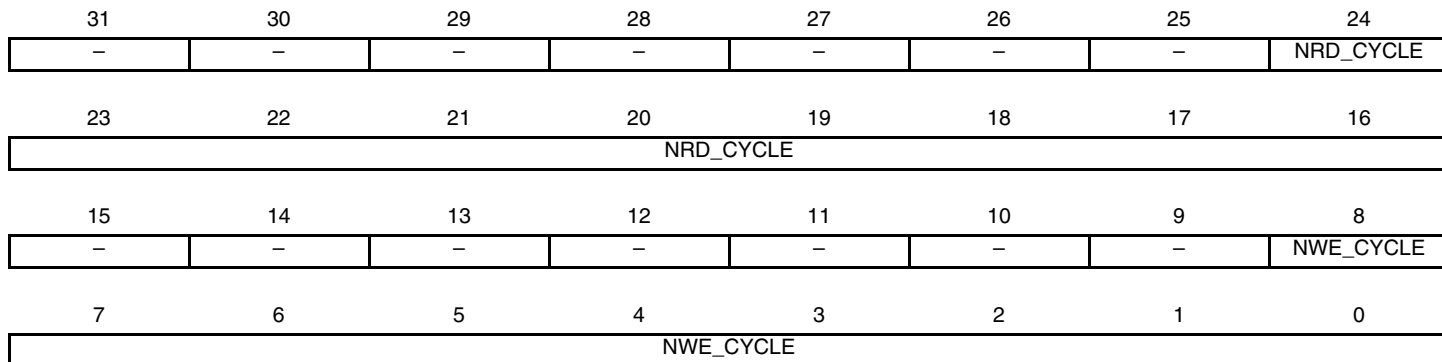 31 30 29 28 27 26 25 24
– – – – – – – NRD_CYCLE
23 22 21 20 19 18 17 16
NRD_CYCLE
15 14 13 12 11 10 9 8
– – – – – – – NWE_CYCLE
7 6 5 4 3 2 1 0
NWE_CYCLE